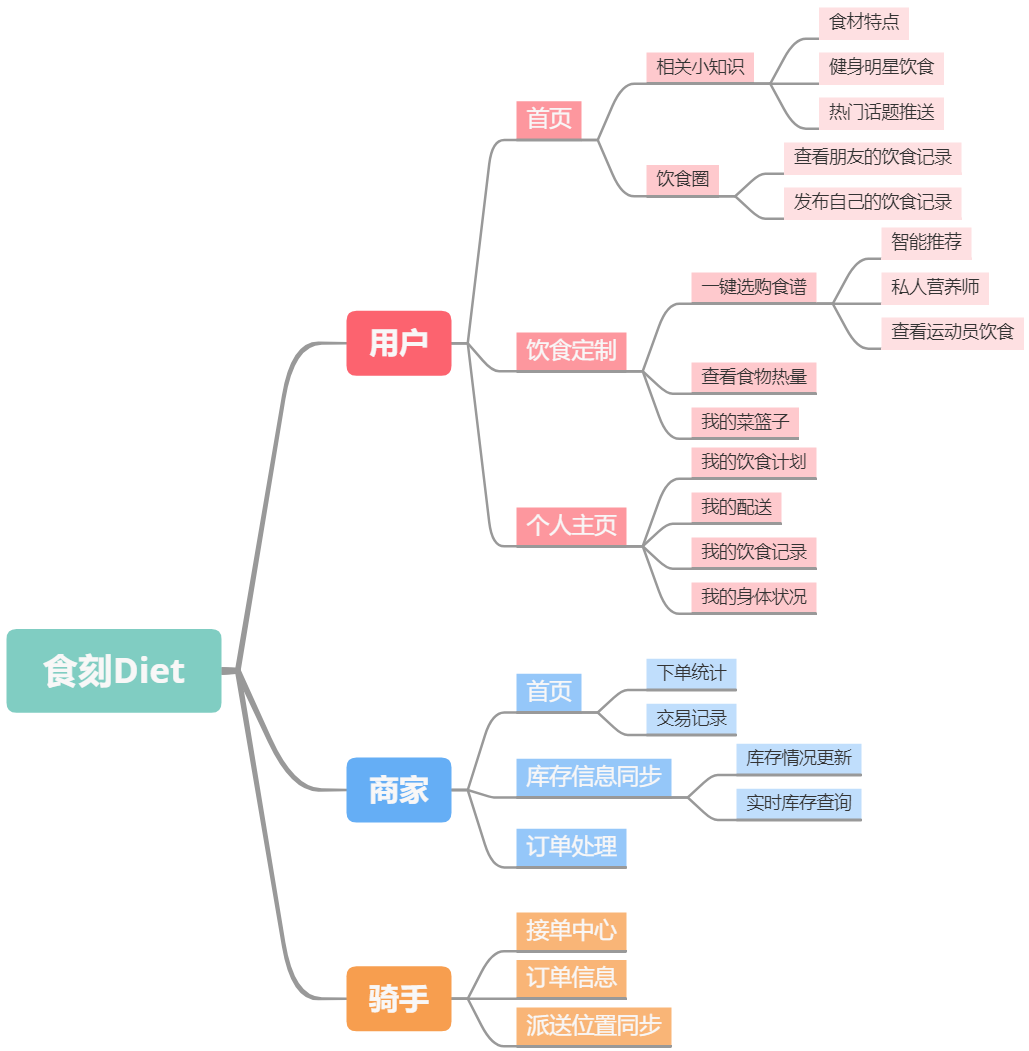 食刻Diet
用户
首页
相关小知识
食材特点
健身明星饮食
热门话题推送
饮食圈
查看朋友的饮食记录
发布自己的饮食记录
饮食定制
一键选购食谱
智能推荐
私人营养师
查看运动员饮食
查看食物热量
我的菜篮子
个人主页
我的饮食计划
我的配送
我的饮食记录
我的身体状况
商家
首页
下单统计
交易记录
库存信息同步
库存情况更新
实时库存查询
订单处理
骑手
接单中心
订单信息
派送位置同步